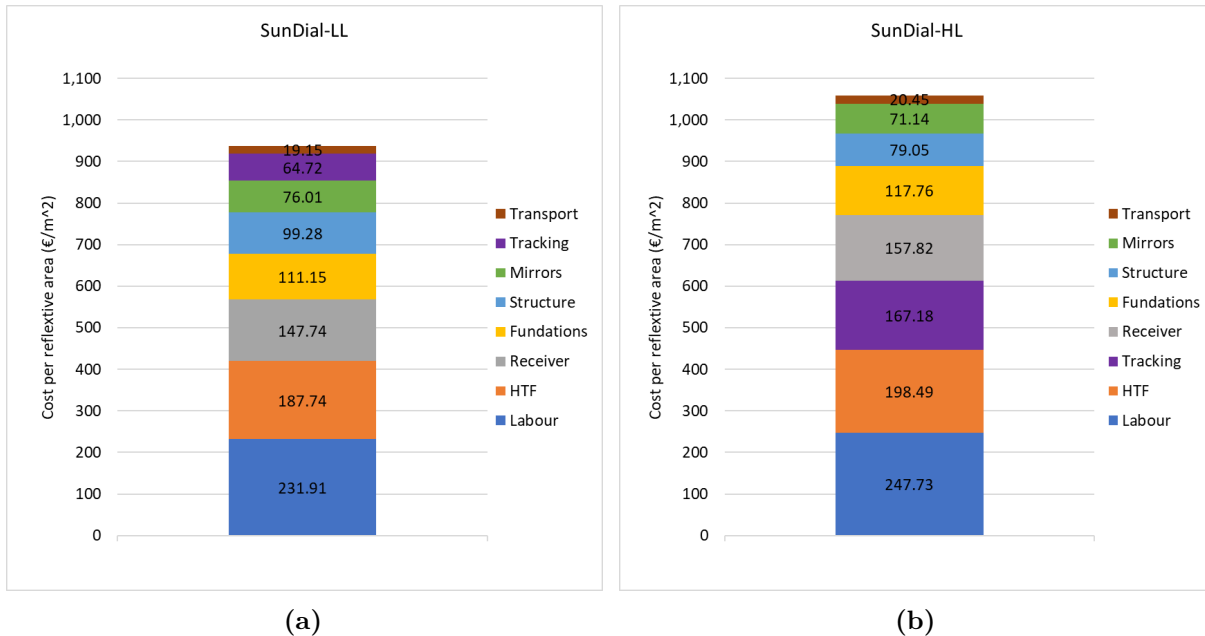 SunDial-LL
1,100
1,000
900
800
700
600
500
400
300
200
100
0
Cost per reflextive area (€/m^2)
19.15
64.72
76.01
99.28
111.15
147.74
187.74
231.91
Transport
Tracking
Mirrors
Structure
Fundations
Receiver
HTF
Labour
(a)
SunDial-HL
1,100
1,000
900
800
700
600
500
400
300
200
100
0
Cost per reflextive area (€/m^2)
20.45
71.14
79.05
117.76
157.82
167.18
198.49
247.73
Transport
Mirrors
Structure
Fundations
Receiver
Tracking
HTF
Labour
(b)